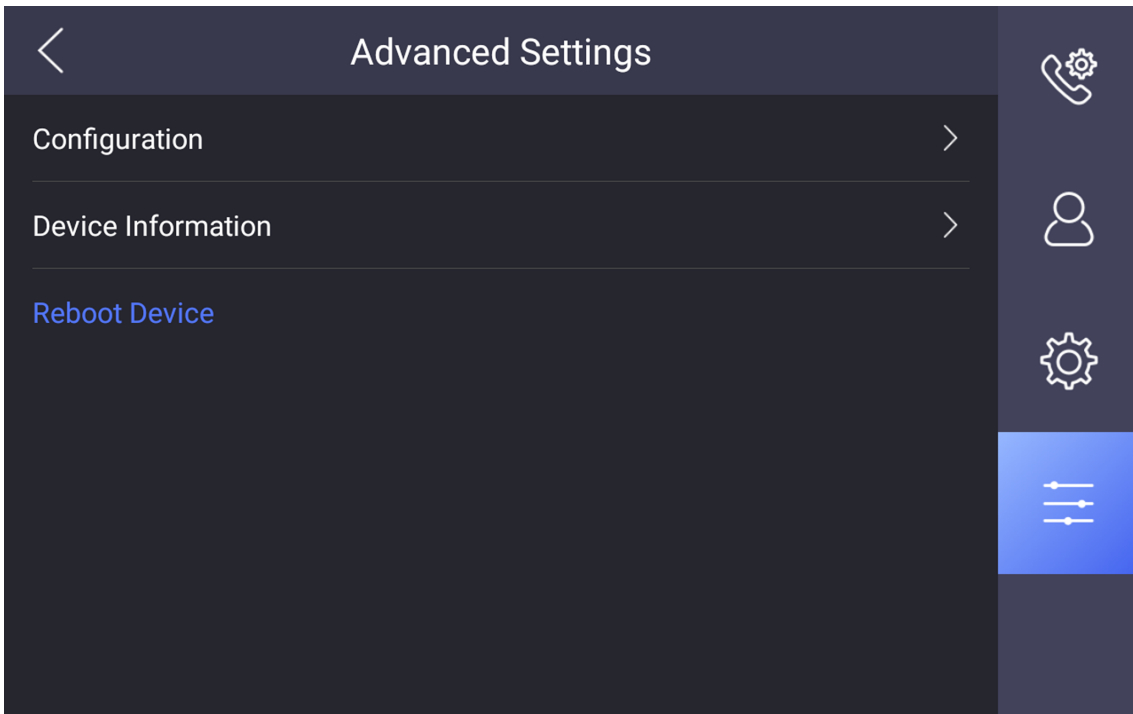 Advanced Settings
Configuration
Device Information
Reboot Device